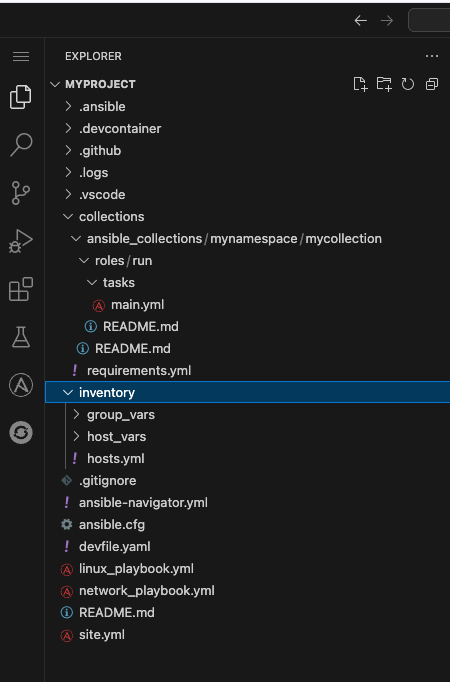 EXPLORER
MYPROJECT
.ansible
.devcontainer
.github
.logs
.vscode
collections
ansible_collections/mynamespace/mycollection
roles/run
tasks
main.yml
README.md
README.md
requirements.yml
inventory
group_vars
host_vars
hosts.yml
.gitignore
ansible-navigator.yml
ansible.cfg
devfile.yaml
linux_playbook.yml
network_playbook.yml
README.md
site.yml